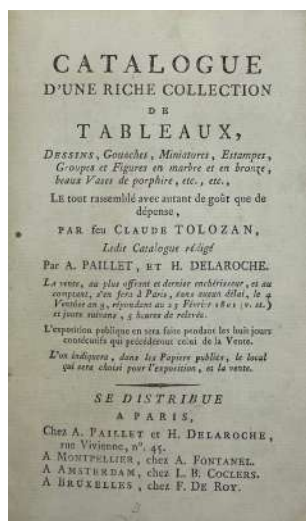 CATALOGUE
D'UNE RICHE COLLECTION
DE
TABLEAUX,
DESSINS, Gouaches, Miniatures, Estampes,
Groupes et Figures en marbre et en bronze,
beaux Vases de porphire, etc., etc.,
LE tout rassemblé avec autant de goût que de
dépense,
PAR feu CLAUDE TOLOZAN,
Ledit Catalogue rédigé
Par A. PAILLET, ET H. DELAROCHE.
La vente, au plus offrant et dernier enchérisseur, et au
comptant, s'en fera à Paris, sans aucun délai, le 4
Ventôse an 9, répondant au 23 Février 1801 (v. st.)
et jours suivans, 5 heures de relevée.
L'exposition publique en sera faite pendant les huit jours
consécutifs qui précéderont celui de la Vente.
L'on indiquera, dans les Papiers publics, le local
qui sera choisi pour l'exposition, et la vente.
SE DISTRIBUE
A PARIS,
Chez A. PAILLET et H. DELAROCHE,
rue Vivienne, n°. 45.
A MONTPELLIER, chez A. FONTANEL.
A AMSTERDAM, chez L. B. COCLERS.
A BRUXELLES, chez F. DE ROY.